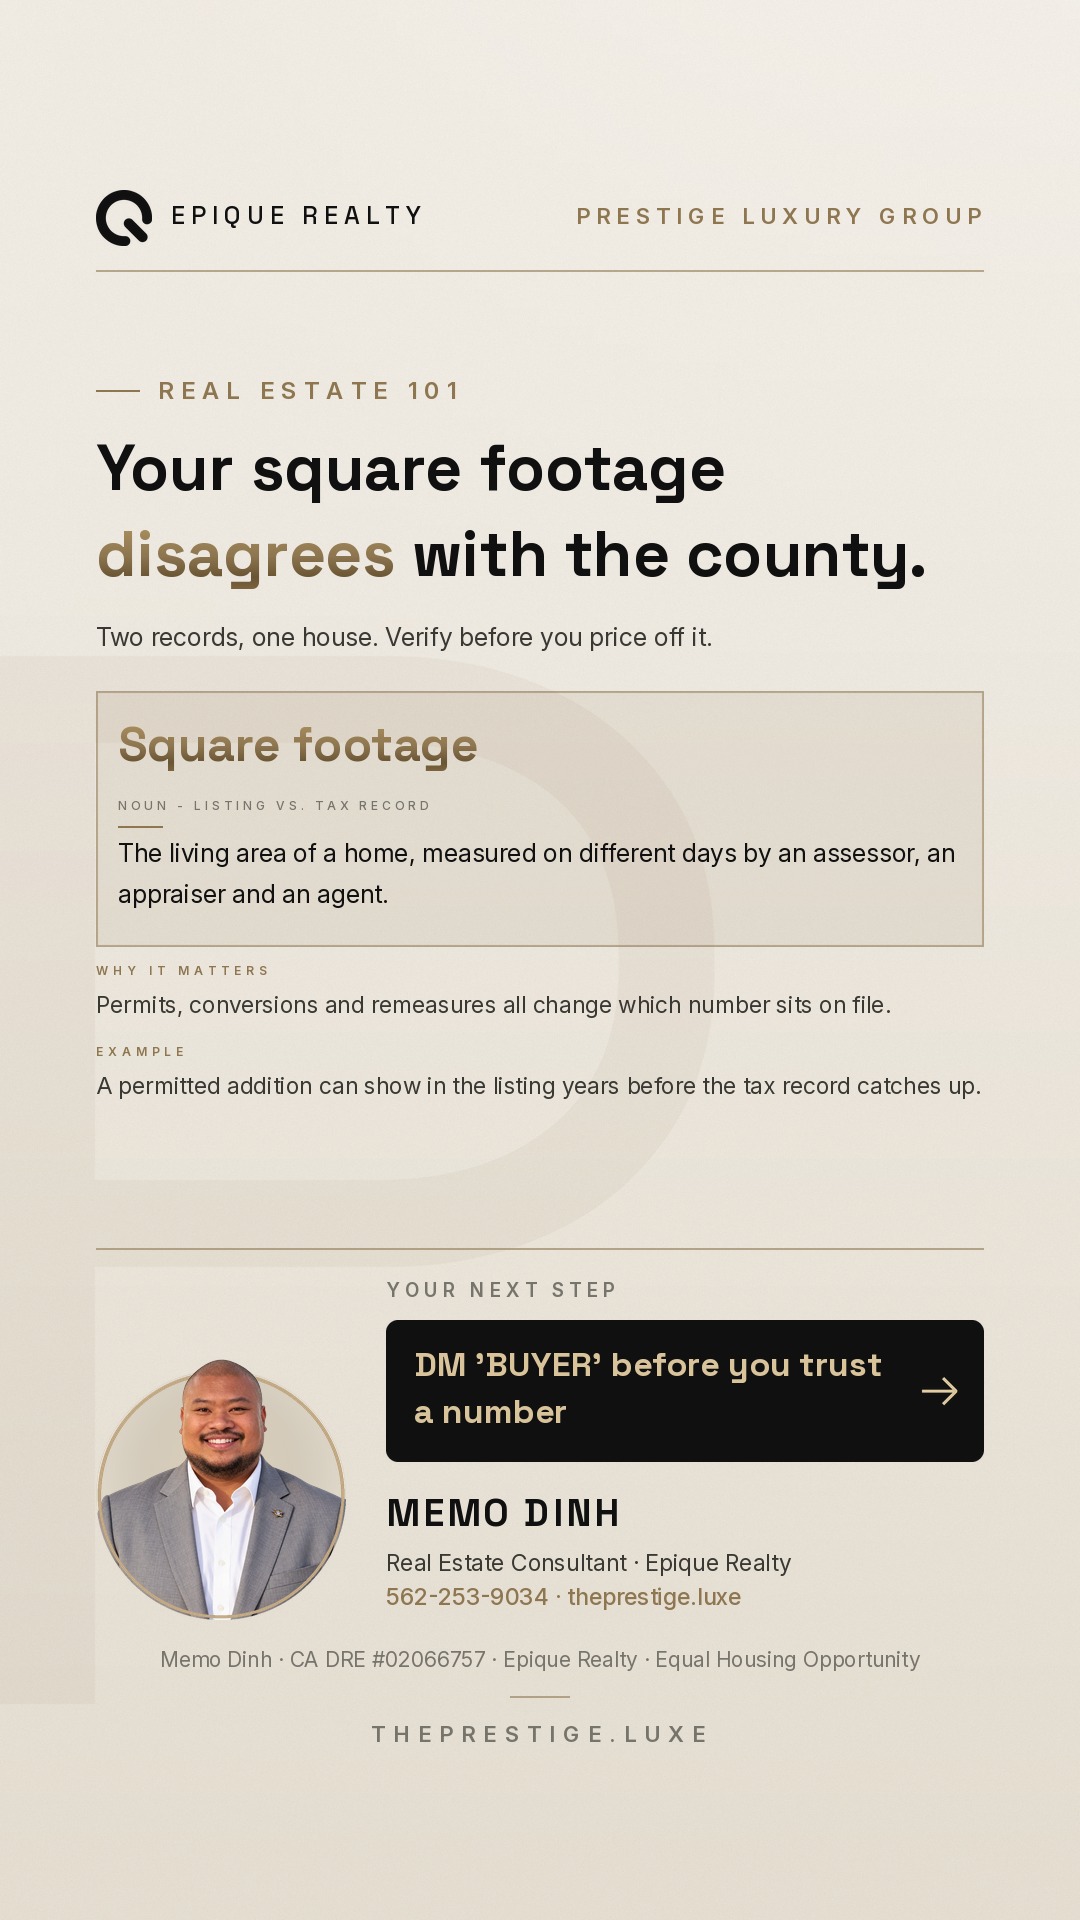 EPIQUE REALTY
PRESTIGE LUXURY GROUP
REAL ESTATE 101
Your square footage
disagrees with the county.
Two records, one house. Verify before you price off it.
Square footage
NOUN - LISTING VS. TAX RECORD
The living area of a home, measured on different days by an assessor, an
appraiser and an agent.
WHY IT MATTERS
Permits, conversions and remeasures all change which number sits on file.
EXAMPLE
A permitted addition can show in the listing years before the tax record catches up.
YOUR NEXT STEP
DM ’BUYER’ before you trust
a number
MEMO DINH
Real Estate Consultant · Epique Realty
562-253-9034 · theprestige.luxe
Memo Dinh · CA DRE #02066757 · Epique Realty · Equal Housing Opportunity
THEPRESTIGE.LUXE